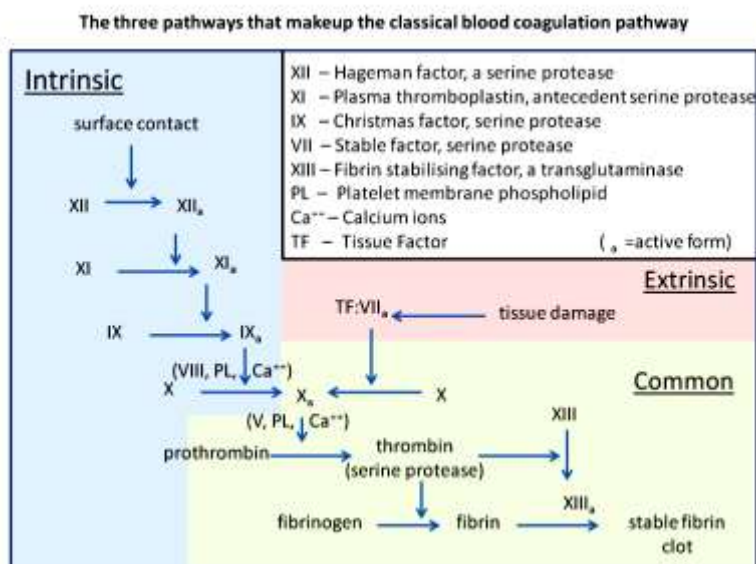 The three pathways that makeup the classical blood coagulation pathway
Intrinsic
surface contact
XII
XIIₐ
XI
XIₐ
IX
IXₐ
(VIII, PL, Ca⁺⁺)
X
Xₐ
X
(V, PL, Ca⁺⁺)
XII – Hageman factor, a serine protease
XI – Plasma thromboplastin, antecedent serine protease
IX – Christmas factor, serine protease
VII – Stable factor, serine protease
XIII – Fibrin stabilising factor, a transglutaminase
PL – Platelet membrane phospholipid
Ca⁺⁺ – Calcium ions
TF – Tissue Factor ( ₐ =active form)
Extrinsic
TF:VIIₐ
tissue damage
Common
XIII
prothrombin
thrombin
(serine protease)
XIIIₐ
fibrinogen
fibrin
stable fibrin
clot